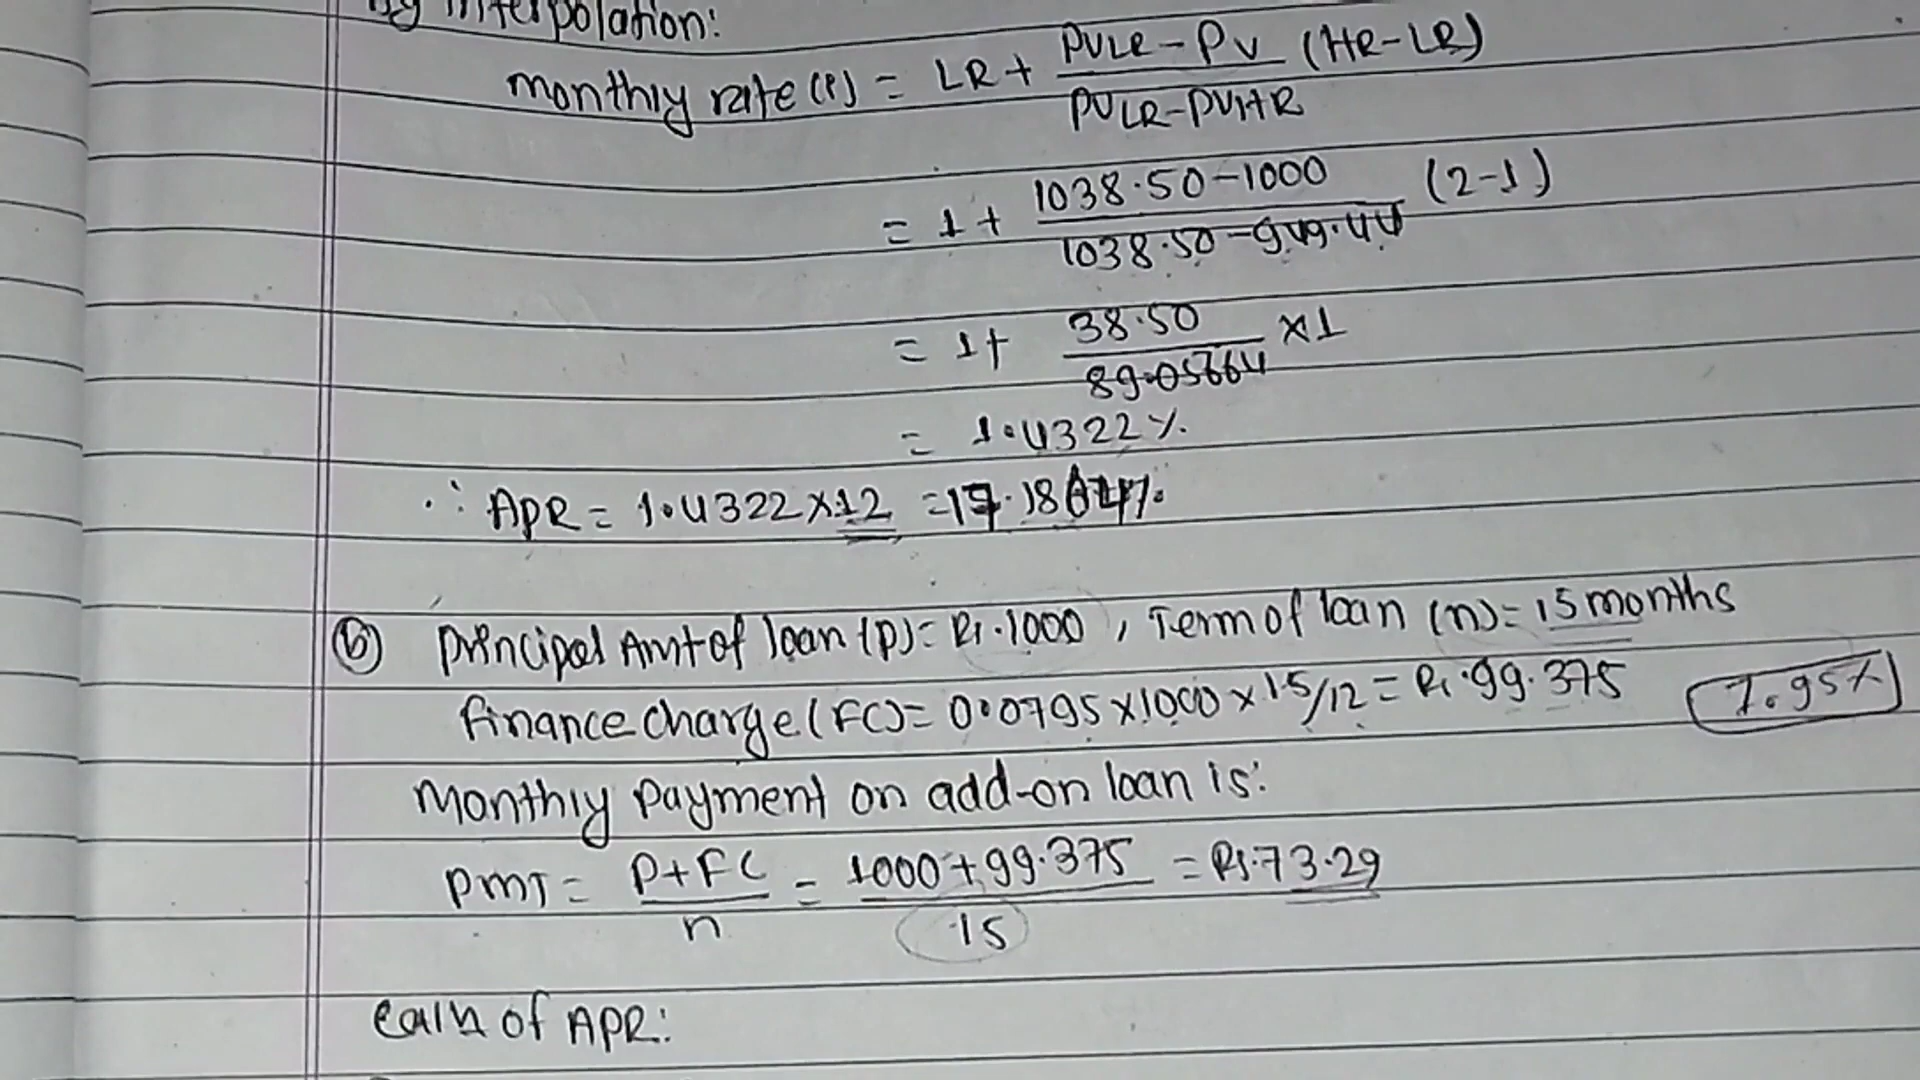 By interpolation:
monthly rate (i) = LR + PVLR - PV / PVLR - PVHR (HR - LR)
= 1 + 1038.50 - 1000 / 1038.50 - 949.44 (2-1)
= 1 + 38.50 / 89.05664 × 1
= 1.4322%.
∴ APR = 1.4322 × 12 = 17.1864%.
(b) Principal Amt of loan (P) = Rs.1000, Term of loan (n) = 15 months
finance charge (FC) = 0.0795 × 1000 × 15/12 = Rs.99.375
7.95%
Monthly payment on add-on loan is:
PMT = P+FC / n = 1000 + 99.375 / 15 = Rs.73.29
caln of APR: